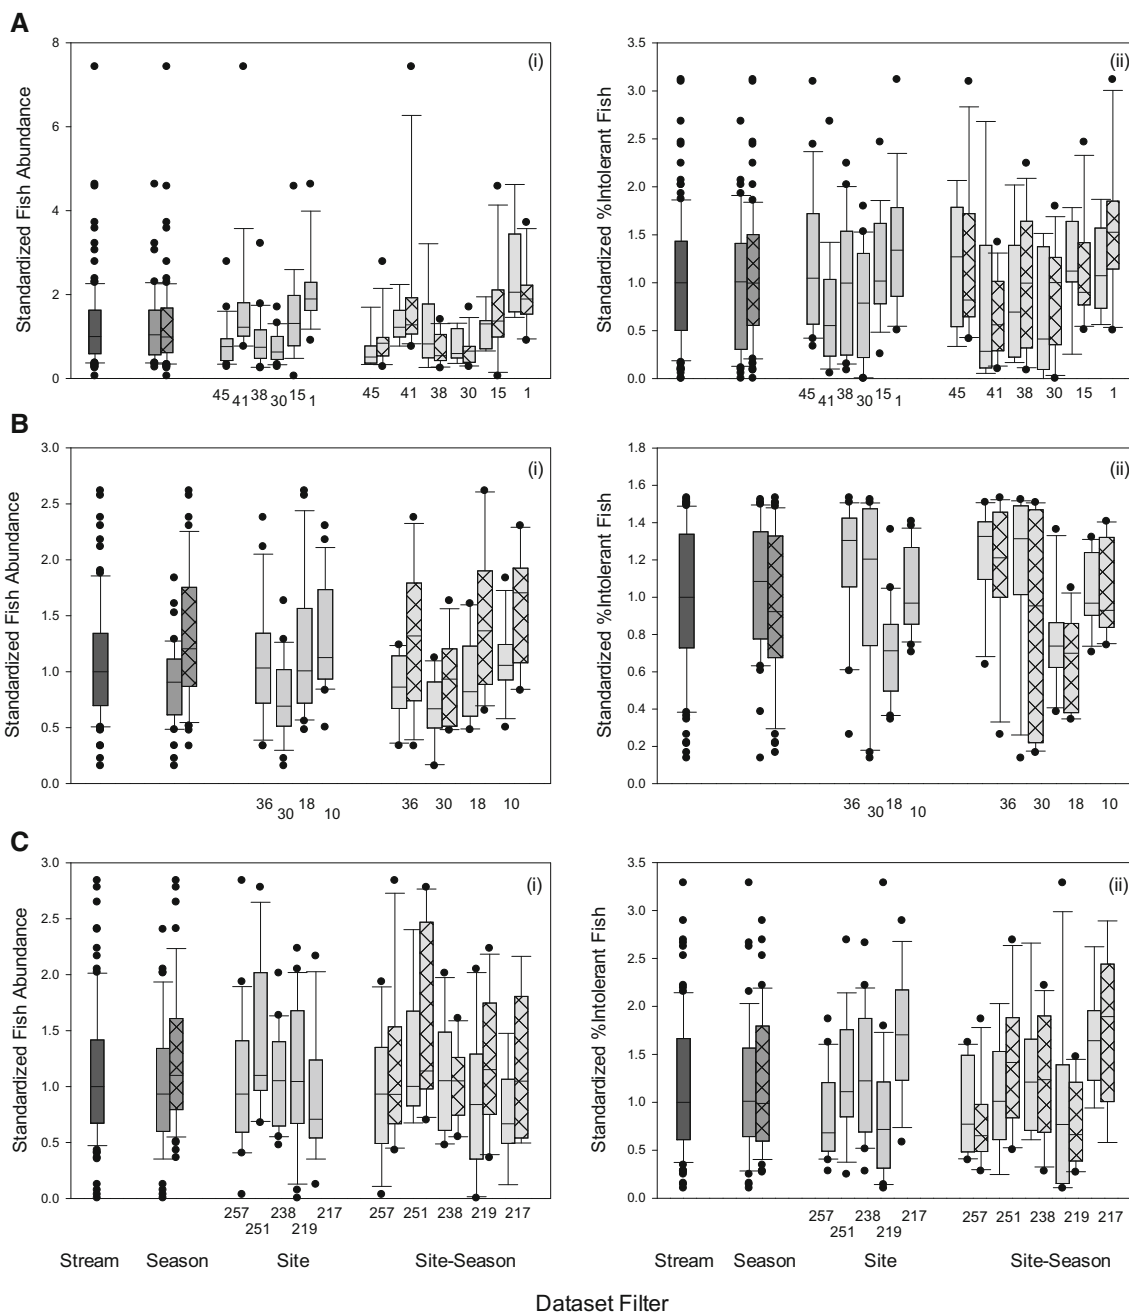 A
(i)
Standardized Fish Abundance
8
6
4
2
0
45 41 38 30 15 1
45 41 38 30 15 1
(ii)
Standardized %Intolerant Fish
3.5
3.0
2.5
2.0
1.5
1.0
0.5
0.0
45 41 38 30 15 1
45 41 38 30 15 1
B
(i)
Standardized Fish Abundance
3.0
2.5
2.0
1.5
1.0
0.5
0.0
36 30 18 10
36 30 18 10
(ii)
Standardized %Intolerant Fish
1.8
1.6
1.4
1.2
1.0
0.8
0.6
0.4
0.2
0.0
36 30 18 10
36 30 18 10
C
(i)
Standardized Fish Abundance
3.0
2.5
2.0
1.5
1.0
0.5
0.0
257 251 238 219 217
257 251 238 219 217
Stream Season Site Site-Season
(ii)
Standardized %Intolerant Fish
3.5
3.0
2.5
2.0
1.5
1.0
0.5
0.0
257 251 238 219 217
257 251 238 219 217
Stream Season Site Site-Season
Dataset Filter